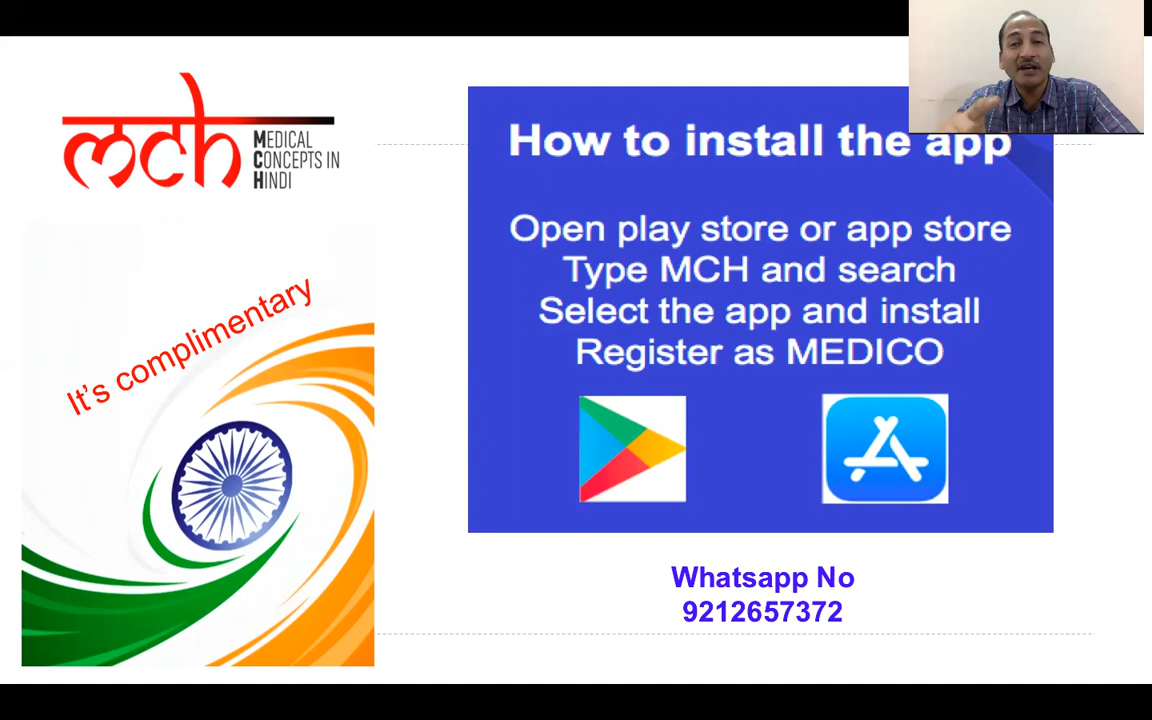 mch
MEDICAL
CONCEPTS IN
HINDI
It's complimentary
How to install the app
Open play store or app store
Type MCH and search
Select the app and install
Register as MEDICO
Whatsapp No
9212657372